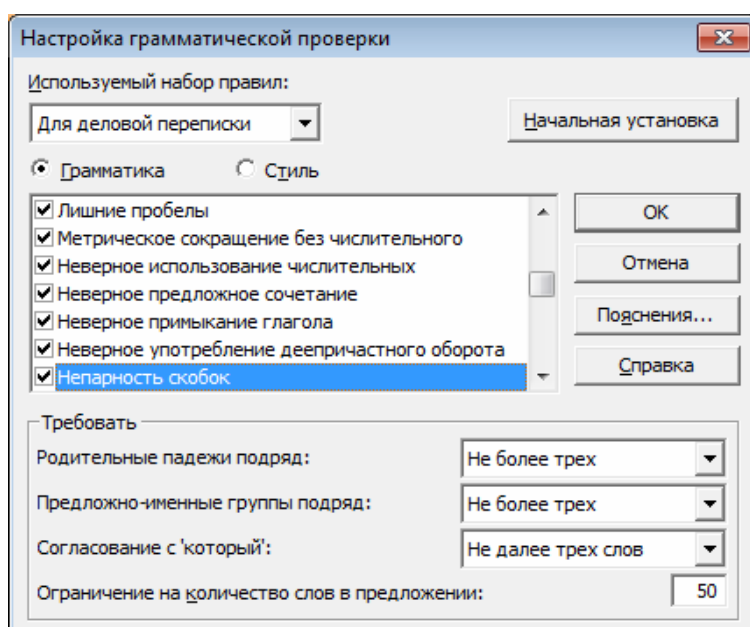 Настройка грамматической проверки
Используемый набор правил:
Для деловой переписки
Начальная установка
Грамматика Стиль
Лишние пробелы
Метрическое сокращение без числительного
Неверное использование числительных
Неверное предложное сочетание
Неверное примыкание глагола
Неверное употребление деепричастного оборота
Непарность скобок
ОК
Отмена
Пояснения...
Справка
Требовать
Родительные падежи подряд: Не более трех
Предложно-именные группы подряд: Не более трех
Согласование с 'который': Не далее трех слов
Ограничение на количество слов в предложении: 50